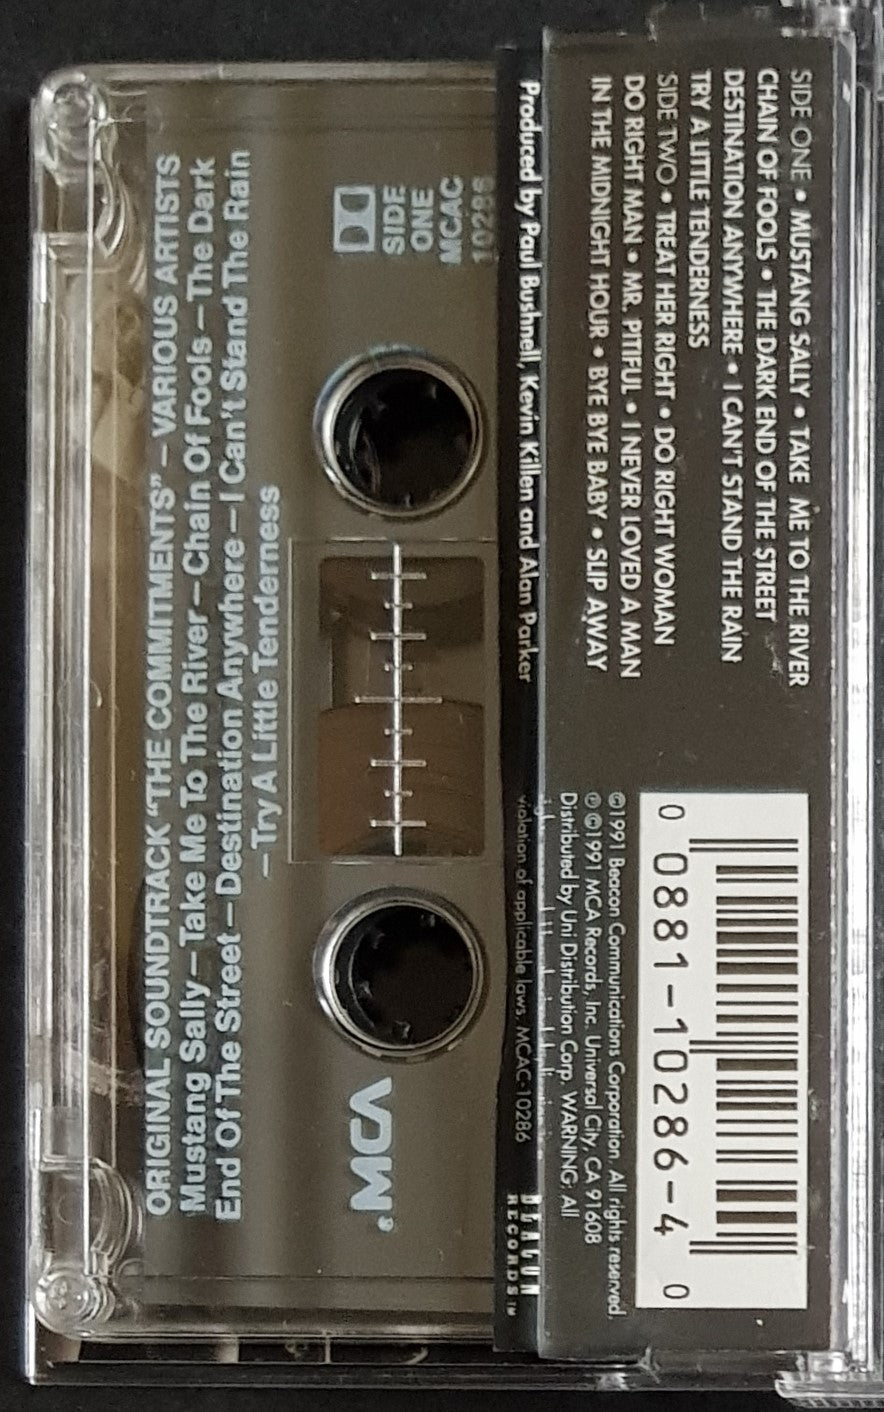 SIDE ONE • MUSTANG SALLY • TAKE ME TO THE RIVER
CHAIN OF FOOLS • THE DARK END OF THE STREET
DESTINATION ANYWHERE • I CAN'T STAND THE RAIN
TRY A LITTLE TENDERNESS
SIDE TWO • TREAT HER RIGHT • DO RIGHT WOMAN
DO RIGHT MAN • MR. PITIFUL • I NEVER LOVED A MAN
IN THE MIDNIGHT HOUR • BYE BYE BABY • SLIP AWAY
Produced by Paul Bushnell, Kevin Killen and Alan Parker
0 0881-10286-4 0
©1991 Beacon Communications Corporation. All rights reserved.
℗ ©1991 MCA Records, Inc. Universal City, CA 91608
Distributed by Uni Distribution Corp. WARNING: All
violation of applicable laws. MCAC-10286
BEACON
RECORDS™
ORIGINAL SOUNDTRACK "THE COMMITMENTS" – VARIOUS ARTISTS
Mustang Sally – Take Me To The River – Chain Of Fools – The Dark
End Of The Street – Destination Anywhere – I Can't Stand The Rain
– Try A Little Tenderness
SIDE
ONE
MCAC
10286
MCA